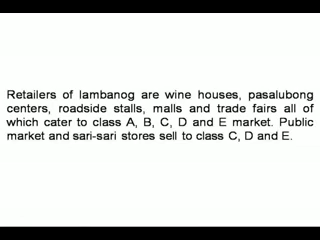 Retailers of lambanog are wine houses, pasalubong
centers, roadside stalls, malls and trade fairs all of
which cater to class A, B, C, D and E market. Public
market and sari-sari stores sell to class C, D and E.